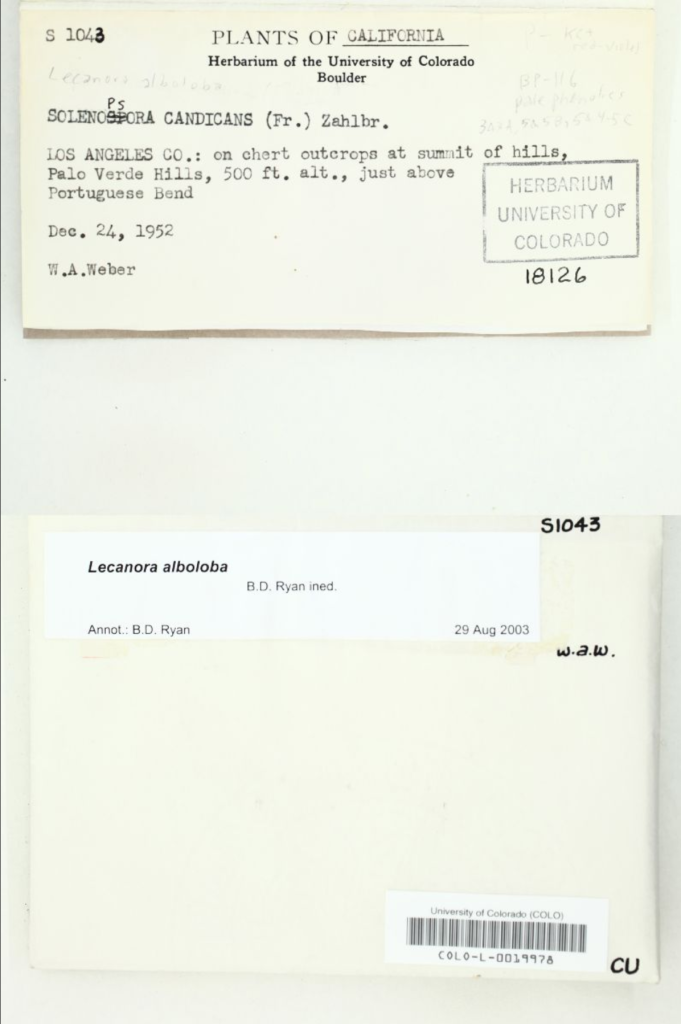 S 1043
PLANTS OF CALIFORNIA
Herbarium of the University of Colorado
Boulder
Lecanora alboloba
BP-116
SOLENOPSORA CANDICANS (Fr.) Zahlbr.
LOS ANGELES CO.: on chert outcrops at summit of hills,
Palo Verde Hills, 500 ft. alt., just above
Portuguese Bend
Dec. 24, 1952
W.A.Weber
HERBARIUM
UNIVERSITY OF
COLORADO
18126
S1043
Lecanora alboloba
B.D. Ryan ined.
Annot.: B.D. Ryan 29 Aug 2003
w.a.w.
University of Colorado (COLO)
COLO-L-0019978
CU